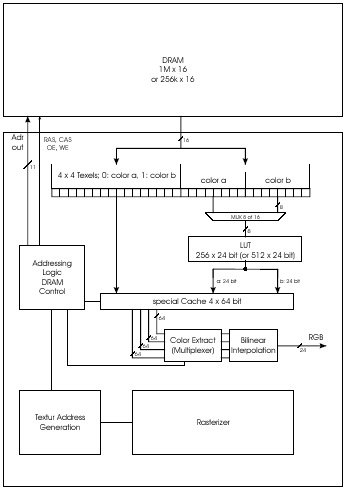 DRAM
1M x 16
or 256k x 16
Adr
out
RAS, CAS
OE, WE
16
11
4 x 4 Texels; 0: color a, 1: color b
color a
color b
8
MUX 8 of 16
8
LUT
256 x 24 bit (or 512 x 24 bit)
a: 24 bit
b: 24 bit
Addressing
Logic
DRAM
Control
special Cache 4 x 64 bit
64
64
64
64
Color Extract
(Multiplexer)
Bilinear
Interpolation
RGB
24
Textur Address
Generation
Rasterizer